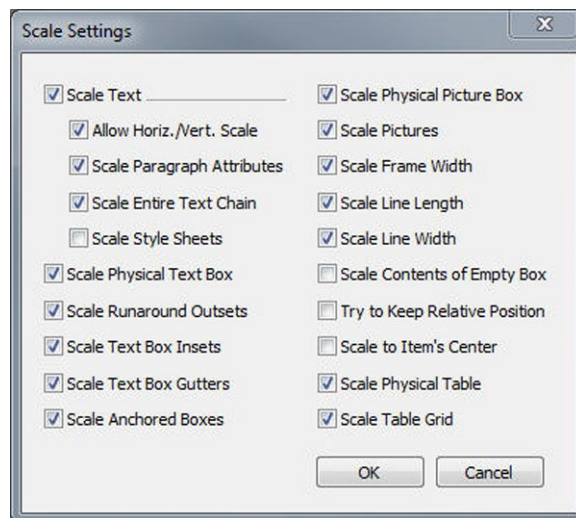 Scale Settings
Scale Text
Allow Horiz./Vert. Scale
Scale Paragraph Attributes
Scale Entire Text Chain
Scale Style Sheets
Scale Physical Text Box
Scale Runaround Outsets
Scale Text Box Insets
Scale Text Box Gutters
Scale Anchored Boxes
Scale Physical Picture Box
Scale Pictures
Scale Frame Width
Scale Line Length
Scale Line Width
Scale Contents of Empty Box
Try to Keep Relative Position
Scale to Item's Center
Scale Physical Table
Scale Table Grid
OK
Cancel